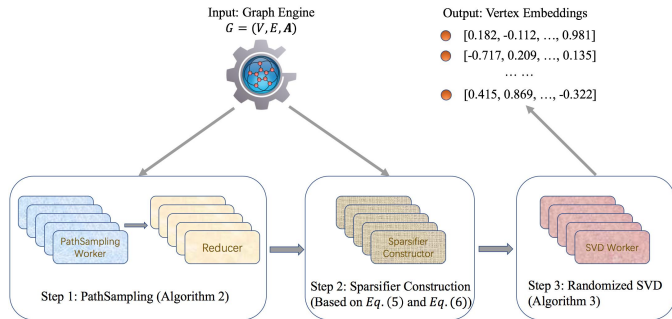 Input: Graph Engine
G = (V, E, A)
Output: Vertex Embeddings
[0.182, -0.112, ..., 0.981]
[-0.717, 0.209, ..., 0.135]
... ...
[0.415, 0.869, ..., -0.322]
PathSampling
Worker
Reducer
Step 1: PathSampling (Algorithm 2)
Sparsifier
Constructor
Step 2: Sparsifier Construction
(Based on Eq. (5) and Eq. (6))
SVD Worker
Step 3: Randomized SVD
(Algorithm 3)